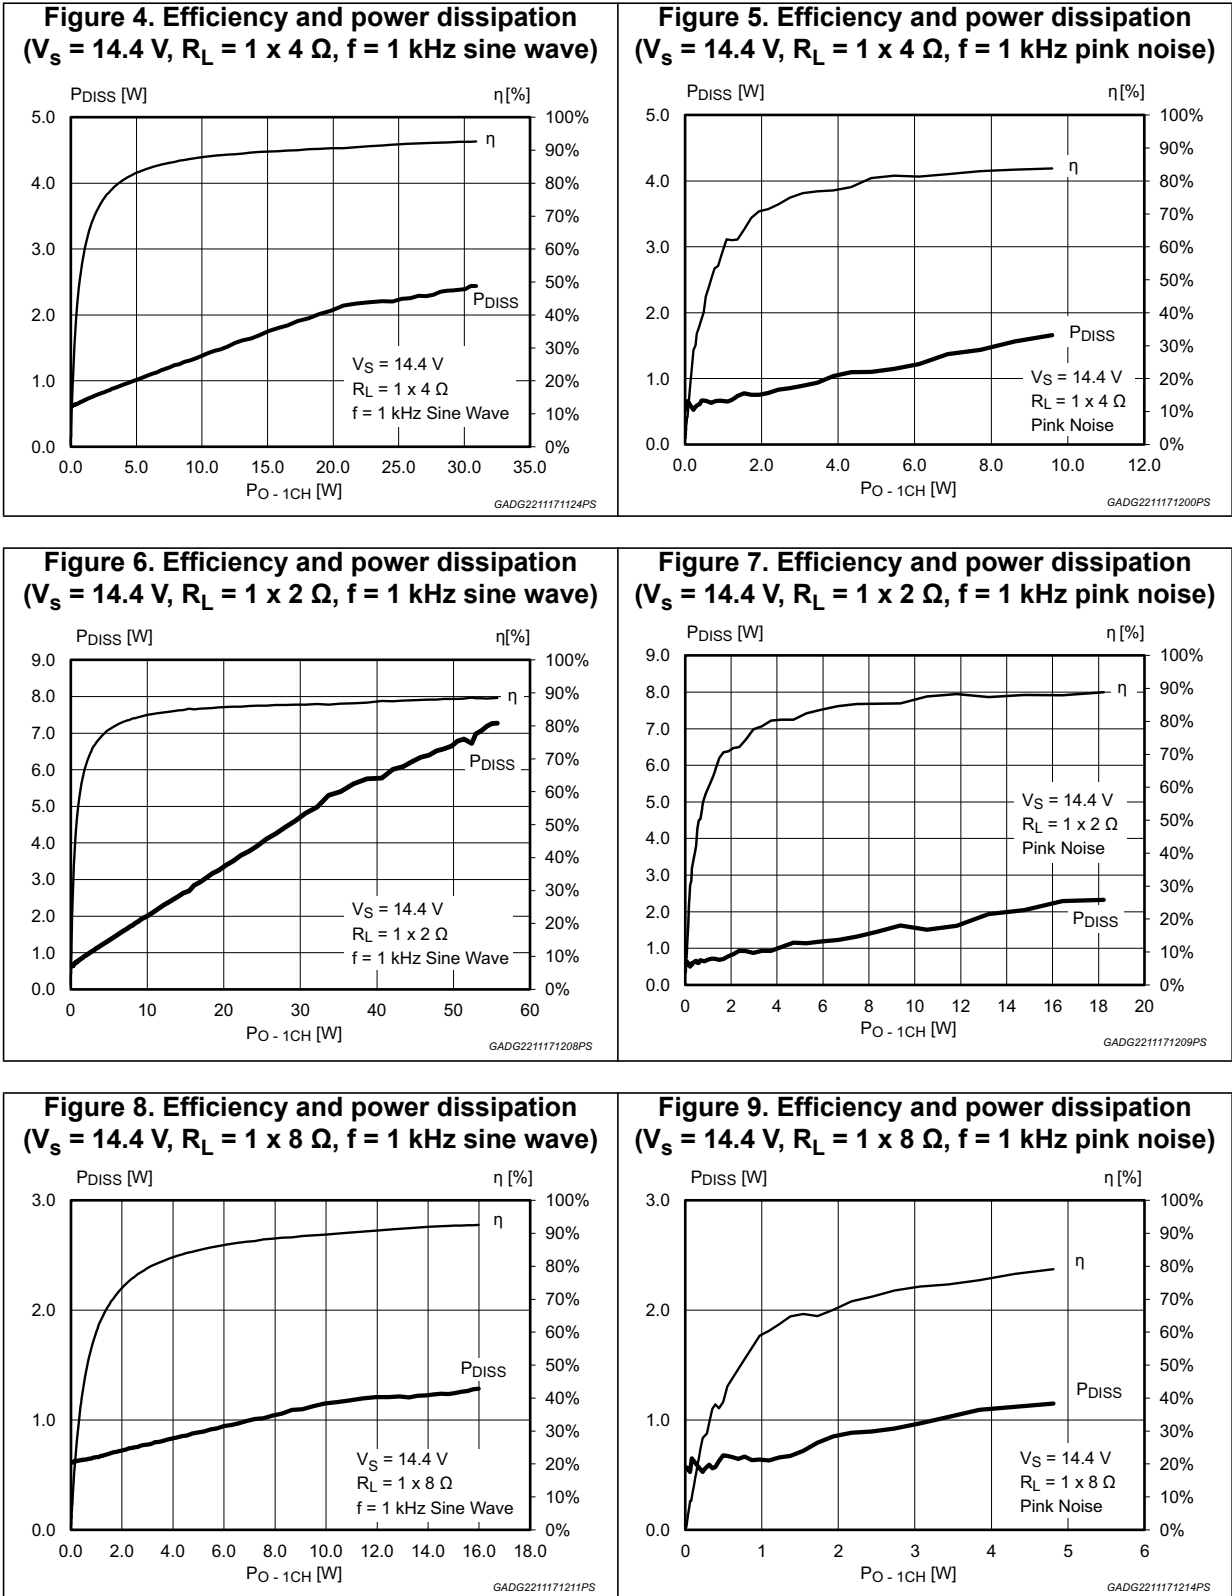 Figure 4. Efficiency and power dissipation
(Vs = 14.4 V, RL = 1 x 4 Ω, f = 1 kHz sine wave)
PDISS [W]
η[%]
5.0
4.0
3.0
2.0
1.0
0.0
100%
90%
80%
70%
60%
50%
40%
30%
20%
10%
0%
η
PDISS
VS = 14.4 V
RL = 1 x 4 Ω
f = 1 kHz Sine Wave
0.0 5.0 10.0 15.0 20.0 25.0 30.0 35.0
PO - 1CH [W]
GADG2211171124PS
Figure 5. Efficiency and power dissipation
(Vs = 14.4 V, RL = 1 x 4 Ω, f = 1 kHz pink noise)
PDISS [W]
η[%]
5.0
4.0
3.0
2.0
1.0
0.0
100%
90%
80%
70%
60%
50%
40%
30%
20%
10%
0%
η
PDISS
VS = 14.4 V
RL = 1 x 4 Ω
Pink Noise
0.0 2.0 4.0 6.0 8.0 10.0 12.0
PO - 1CH [W]
GADG2211171200PS
Figure 6. Efficiency and power dissipation
(Vs = 14.4 V, RL = 1 x 2 Ω, f = 1 kHz sine wave)
PDISS [W]
η[%]
9.0
8.0
7.0
6.0
5.0
4.0
3.0
2.0
1.0
0.0
100%
90%
80%
70%
60%
50%
40%
30%
20%
10%
0%
η
PDISS
VS = 14.4 V
RL = 1 x 2 Ω
f = 1 kHz Sine Wave
0 10 20 30 40 50 60
PO - 1CH [W]
GADG2211171208PS
Figure 7. Efficiency and power dissipation
(Vs = 14.4 V, RL = 1 x 2 Ω, f = 1 kHz pink noise)
PDISS [W]
η [%]
9.0
8.0
7.0
6.0
5.0
4.0
3.0
2.0
1.0
0.0
100%
90%
80%
70%
60%
50%
40%
30%
20%
10%
0%
η
VS = 14.4 V
RL = 1 x 2 Ω
Pink Noise
PDISS
0 2 4 6 8 10 12 14 16 18 20
PO - 1CH [W]
GADG2211171209PS
Figure 8. Efficiency and power dissipation
(Vs = 14.4 V, RL = 1 x 8 Ω, f = 1 kHz sine wave)
PDISS [W]
η [%]
3.0
2.0
1.0
0.0
100%
90%
80%
70%
60%
50%
40%
30%
20%
10%
0%
η
PDISS
VS = 14.4 V
RL = 1 x 8 Ω
f = 1 kHz Sine Wave
0.0 2.0 4.0 6.0 8.0 10.0 12.0 14.0 16.0 18.0
PO - 1CH [W]
GADG2211171211PS
Figure 9. Efficiency and power dissipation
(Vs = 14.4 V, RL = 1 x 8 Ω, f = 1 kHz pink noise)
PDISS [W]
η [%]
3.0
2.0
1.0
0.0
100%
90%
80%
70%
60%
50%
40%
30%
20%
10%
0%
η
PDISS
VS = 14.4 V
RL = 1 x 8 Ω
Pink Noise
0 1 2 3 4 5 6
PO - 1CH [W]
GADG2211171214PS